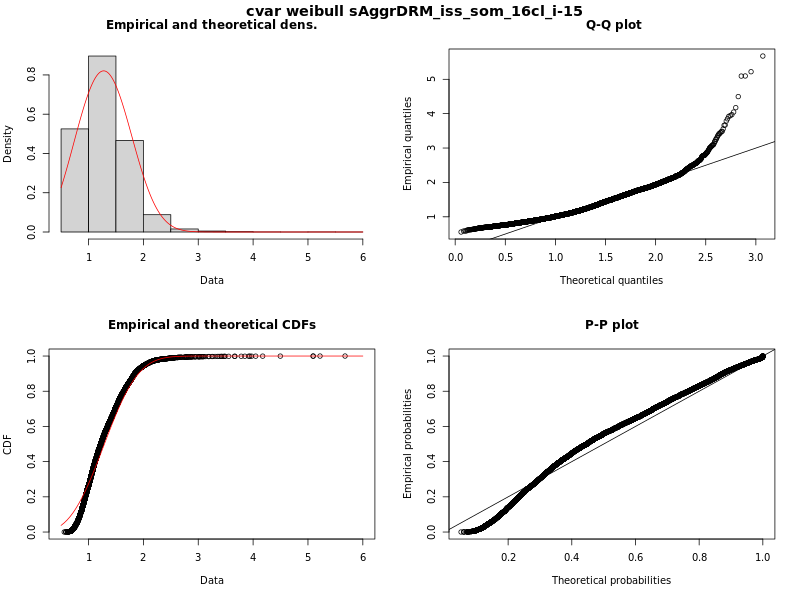 cvar weibull sAggrDRM_iss_som_16cl_i-15
Empirical and theoretical dens.
Density
0.0 0.2 0.4 0.6 0.8
1 2 3 4 5 6
Data
Q-Q plot
Empirical quantiles
1 2 3 4 5
0.0 0.5 1.0 1.5 2.0 2.5 3.0
Theoretical quantiles
Empirical and theoretical CDFs
CDF
0.0 0.2 0.4 0.6 0.8 1.0
1 2 3 4 5 6
Data
P-P plot
Empirical probabilities
0.0 0.2 0.4 0.6 0.8 1.0
0.2 0.4 0.6 0.8 1.0
Theoretical probabilities